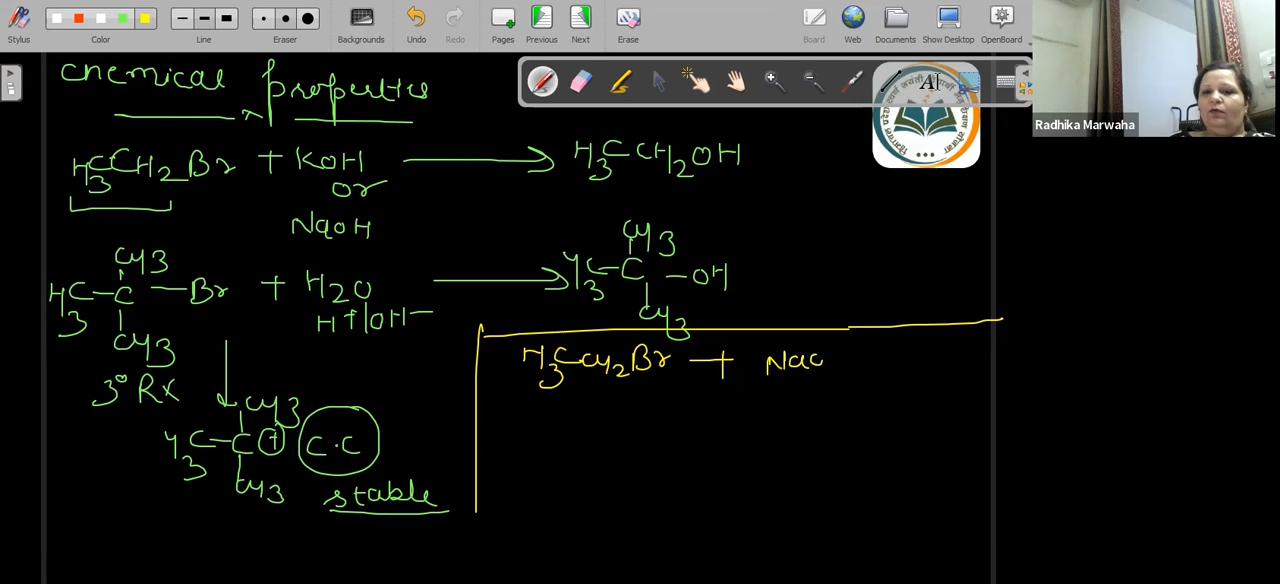 Stylus Color Line Eraser Backgrounds Undo Redo Pages Previous Next Erase Board Web Documents Show Desktop OpenBoard
Radhika Marwaha
chemical properties
H3CCH2Br + KOH → H3CCH2OH
or
NaOH
CH3 CH3
H3C-C-Br + H2O → H3C-C-OH
H+/OH-
CH3 CH3
3° RX
H3CCH2Br + Nac
CH3
H3C-C+ C.C
CH3
stable